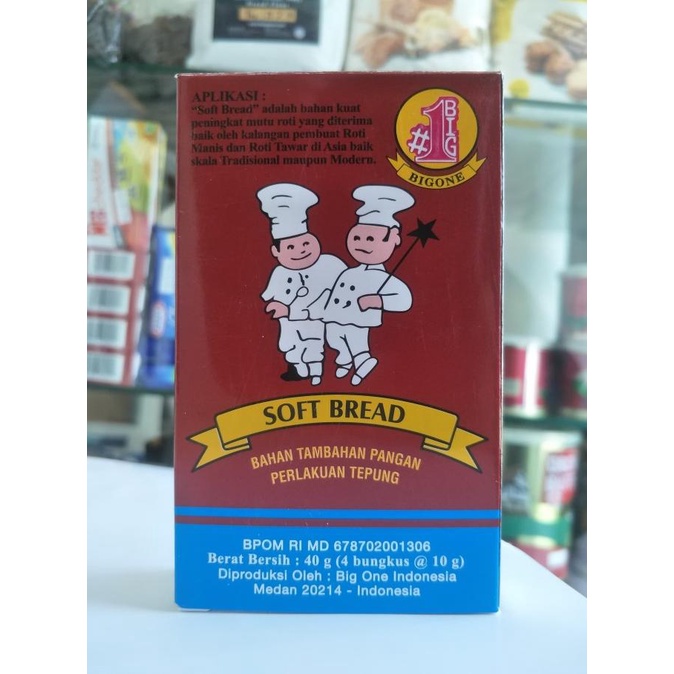 APLIKASI :
"Soft Bread" adalah bahan kuat
peningkat mutu roti yang diterima
baik oleh kalangan pembuat Roti
Manis dan Roti Tawar di Asia baik
skala Tradisional maupun Modern.
#1
BIG
BIGONE
SOFT BREAD
BAHAN TAMBAHAN PANGAN
PERLAKUAN TEPUNG
BPOM RI MD 678702001306
Berat Bersih : 40 g (4 bungkus @ 10 g)
Diproduksi Oleh : Big One Indonesia
Medan 20214 - Indonesia